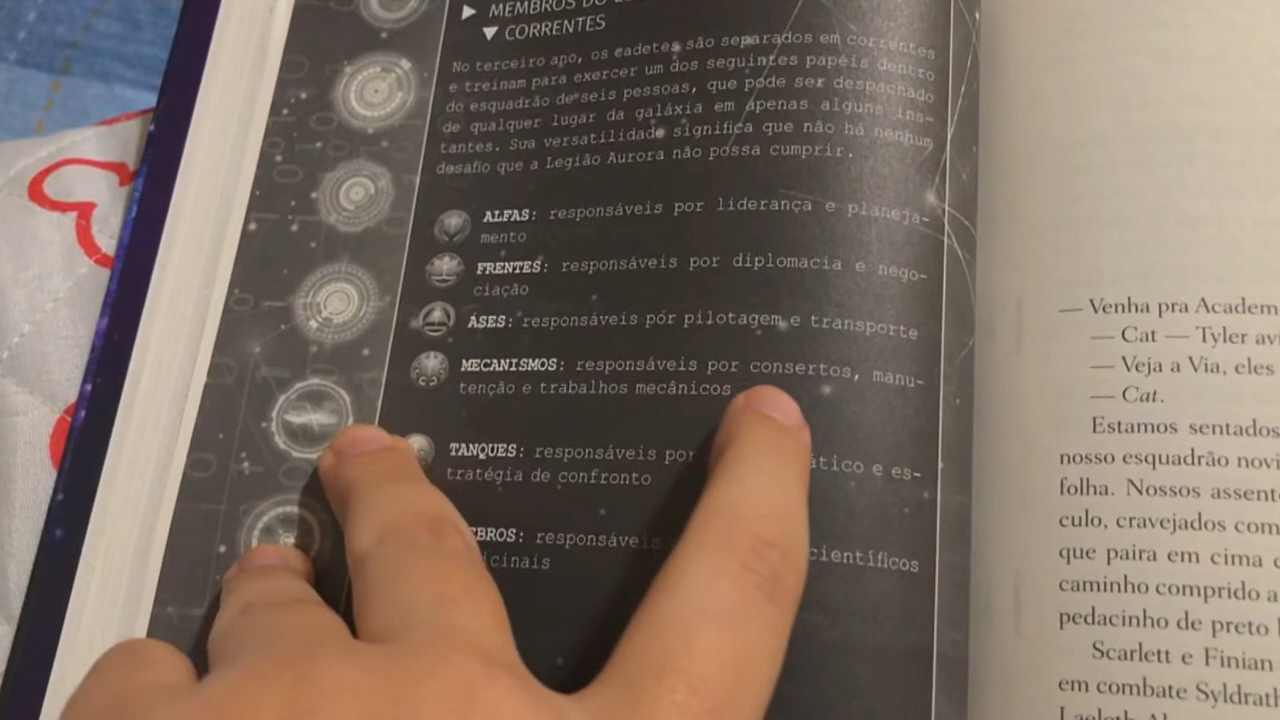 ▶ MEMBROS DO
▼ CORRENTES
No terceiro ano, os cadetes são separados em correntes
e treinam para exercer um dos seguintes papéis dentro
do esquadrão de seis pessoas, que pode ser despachado
de qualquer lugar da galáxia em apenas alguns ins-
tantes. Sua versatilidade significa que não há nenhum
desafio que a Legião Aurora não possa cumprir.
ALFAS: responsáveis por liderança e planeja-
mento
FRENTES: responsáveis por diplomacia e nego-
ciação
ÁSES: responsáveis por pilotagem e transporte
MECANISMOS: responsáveis por consertos, manu-
tenção e trabalhos mecânicos
TANQUES: responsáveis por ático e es-
tratégia de confronto
EBROS: responsáveis científicos
icinais
— Venha pra Academ
— Cat — Tyler avi
— Veja a Via, eles
— Cat.
Estamos sentados
nosso esquadrão novi
folha. Nossos assent
culo, cravejados com
que paira em cima
caminho comprido a
pedacinho de preto
Scarlett e Finian
em combate Syldrath